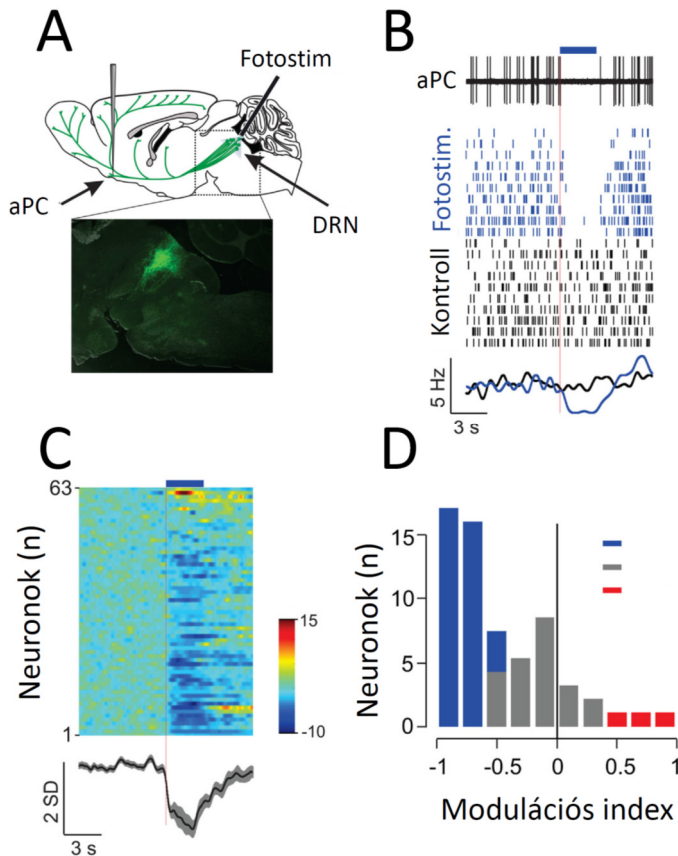 A
Fotostim
aPC
DRN
B
aPC
Fotostim.
Kontroll
5 Hz
3 s
C
63
Neuronok (n)
1
15
-10
2 SD
3 s
D
Neuronok (n)
15
10
5
0
-1
-0.5
0
0.5
1
Modulációs index